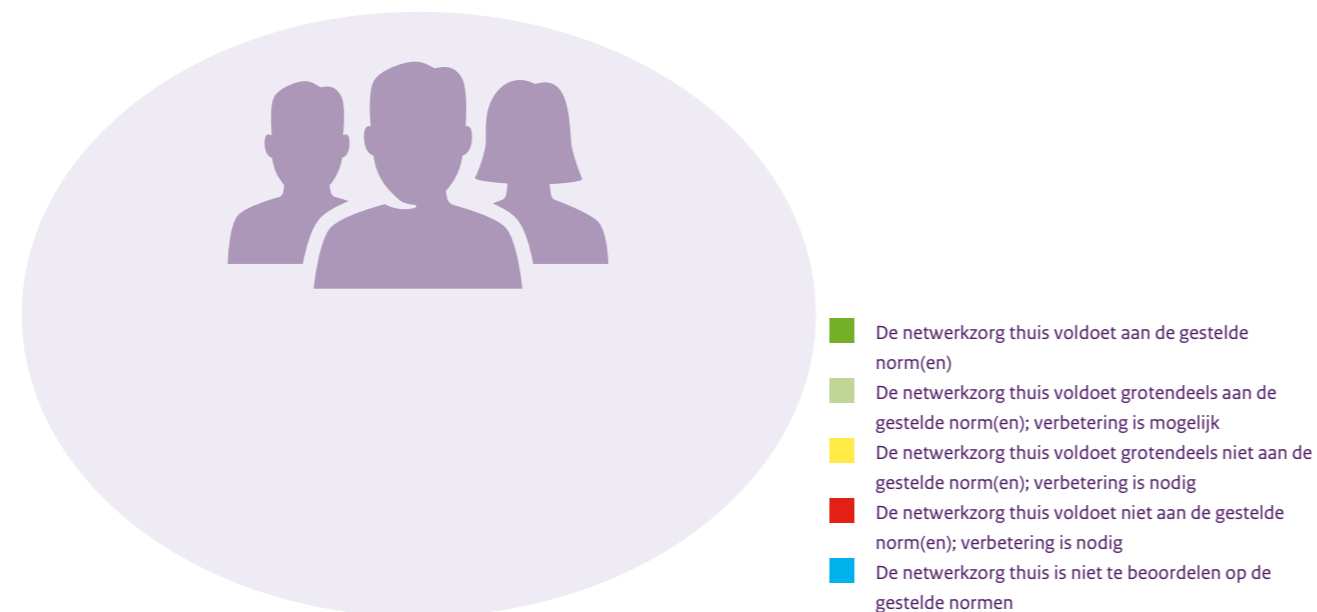 De netwerkzorg thuis voldoet aan de gestelde
norm(en)
De netwerkzorg thuis voldoet grotendeels aan de
gestelde norm(en); verbetering is mogelijk
De netwerkzorg thuis voldoet grotendeels niet aan de
gestelde norm(en); verbetering is nodig
De netwerkzorg thuis voldoet niet aan de gestelde
norm(en); verbetering is nodig
De netwerkzorg thuis is niet te beoordelen op de
gestelde normen